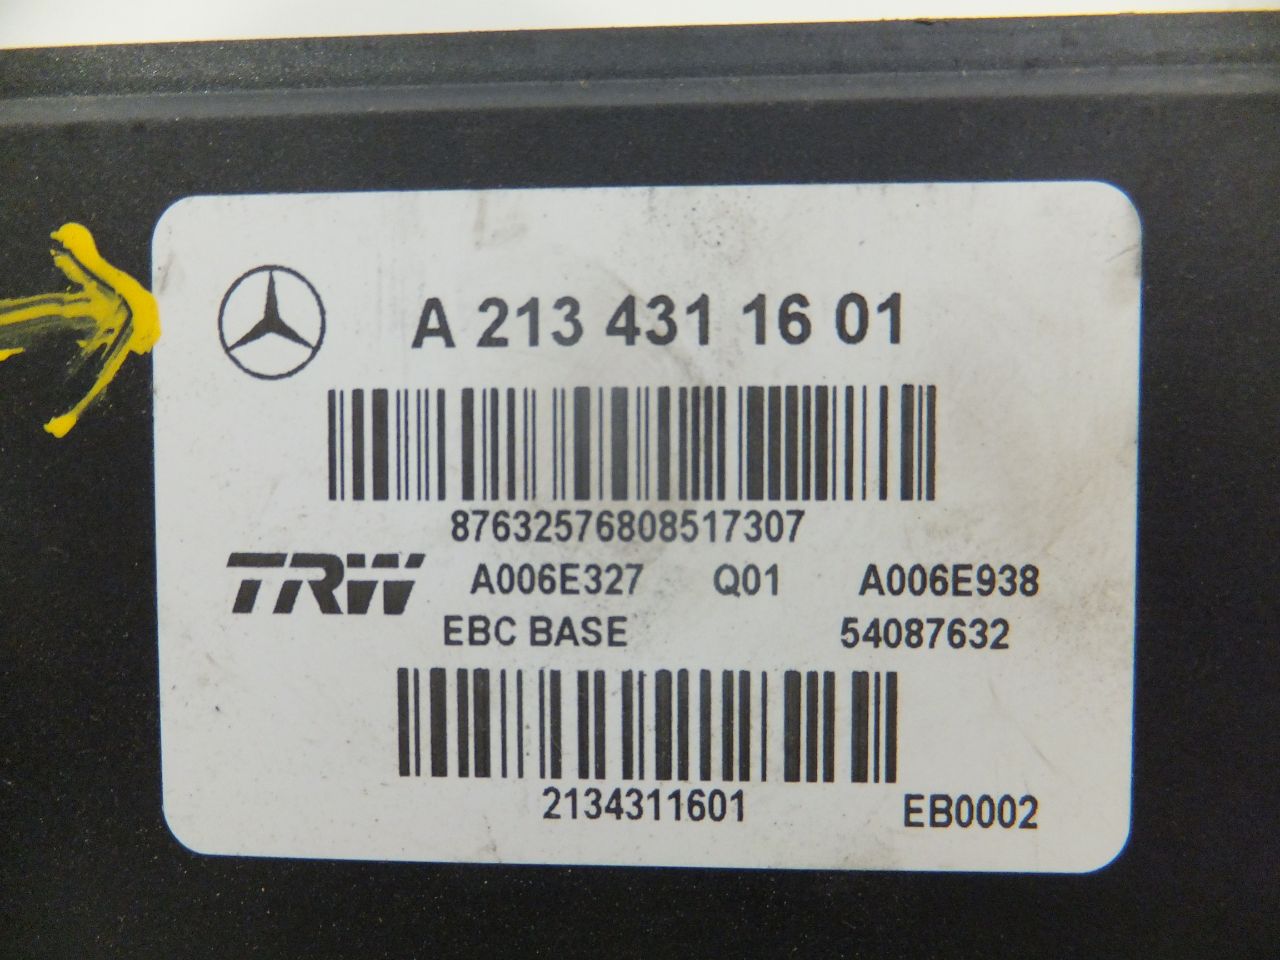 A 213 431 16 01
87632576808517307
TRW A006E327 Q01 A006E938
EBC BASE 54087632
2134311601 EB0002